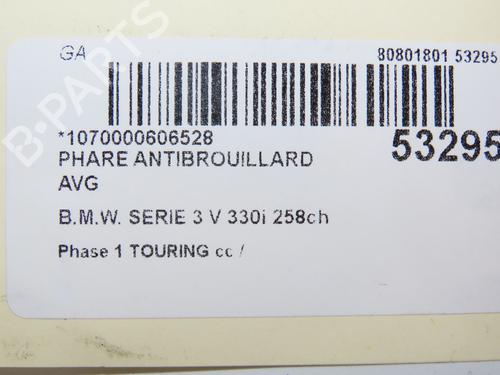 GA
80801801 53295
*1070000606528
53295
PHARE ANTIBROUILLARD
AVG
B.M.W. SERIE 3 V 330i 258ch
Phase 1 TOURING cc /
B-PARTS